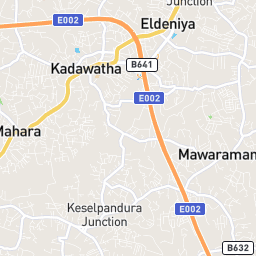 Junction
E002
Eldeniya
Kadawatha
B641
E002
Mahara
Mawaraman
Keselpandura
Junction
E002
B632